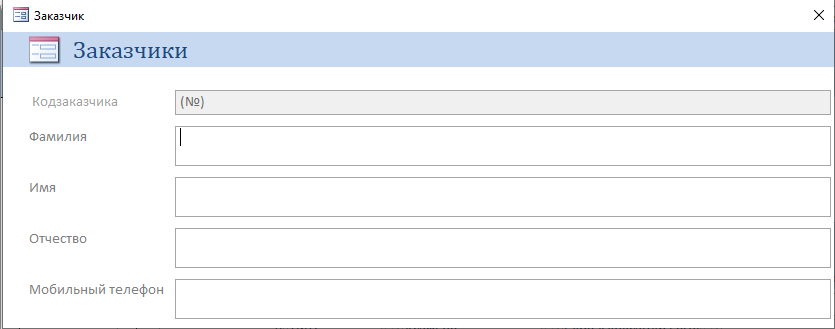 Заказчик
Заказчики
Кодзаказчика (№)
Фамилия
Имя
Отчество
Мобильный телефон